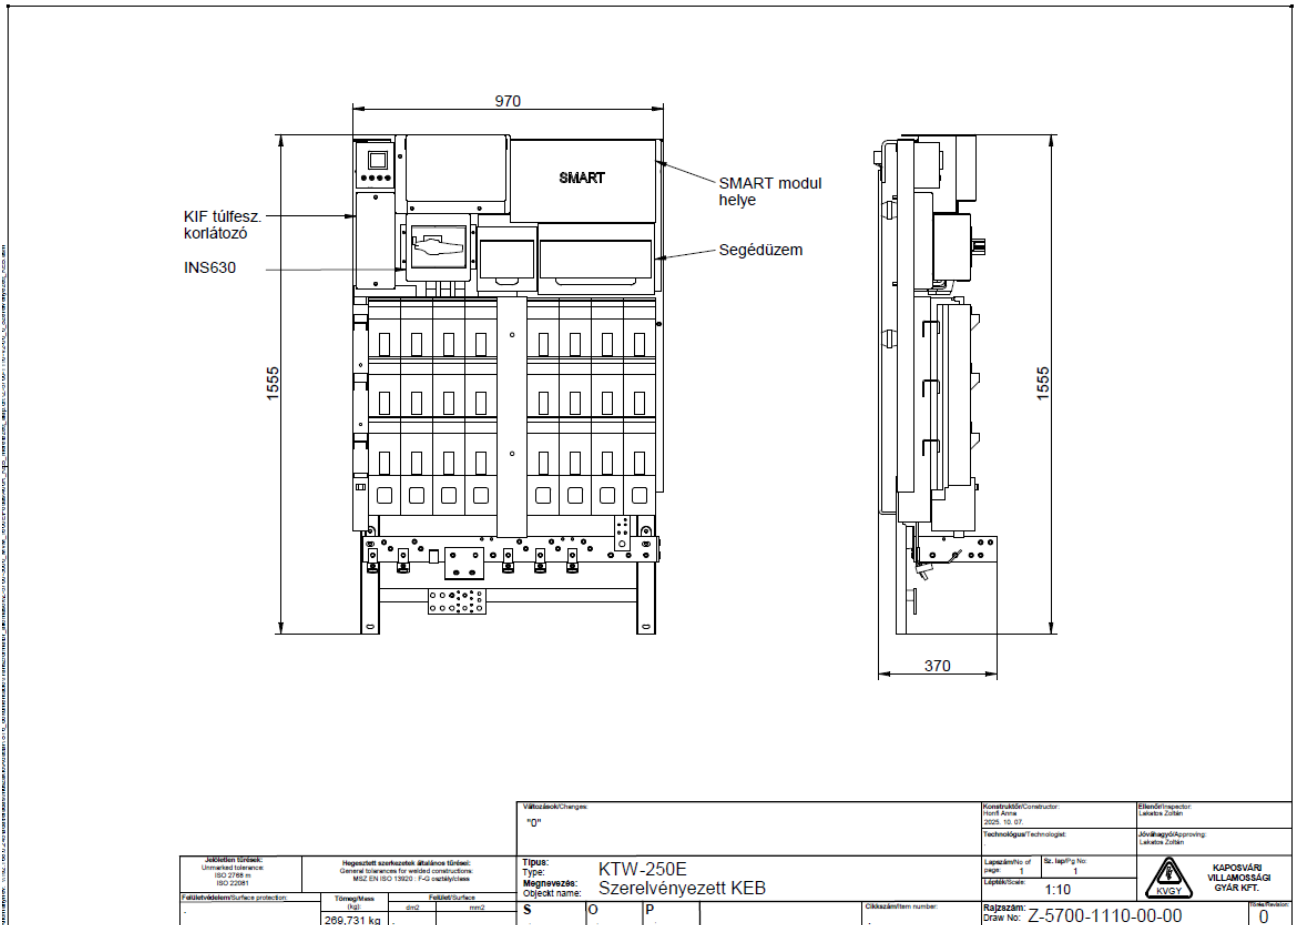 970
SMART
SMART modul
helye
KIF túlfesz.
korlátozó
INS630
Segédüzem
1555
1555
370
Változások/Changes:
"0"
Konstruktőr/Constructor:
Honfi Anna
2025. 10. 07.
Ellenőr/Inspector:
Lakatos Zoltán
Technológus/Technologist:
Jóváhagyó/Approving:
Lakatos Zoltán
Jelöletlen tűrések:
Unmarked tolerance:
ISO 2768 m
ISO 22081
Hegesztett szerkezetek általános tűrései:
General tolerances for welded constructions:
MSZ EN ISO 13920 : F-G osztály/class
Típus:
Type:
KTW-250E
Megnevezés:
Objeckt name:
Szerelvényezett KEB
Lapszám/No of
page: 1
Sz. lap/Pg No:
1
Lépték/Scale:
1:10
KVGY
KAPOSVÁRI
VILLAMOSSÁGI
GYÁR KFT.
Felületvédelem/Surface protection:
Tömeg/Mass
(kg):
269,731 kg
Felület/Surface
dm2
mm2
S
O
P
Cikkszám/Item number:
Rajzszám:
Draw No: Z-5700-1110-00-00
0